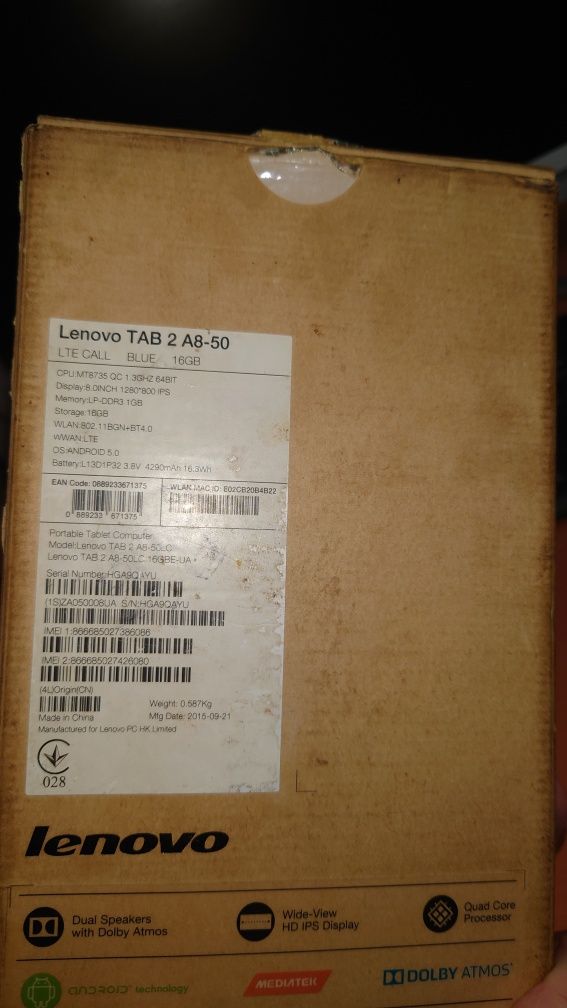 Lenovo TAB 2 A8-50
LTE CALL BLUE 16GB
CPU:MT8735 QC 1.3GHZ 64BIT
Display:8.0INCH 1280*800 IPS
Memory:LP-DDR3 1GB
Storage:16GB
WLAN:802.11BGN+BT4.0
WWAN:LTE
OS:ANDROID 5.0
Battery:L13D1P32 3.8V 4290mAh 16.3Wh
EAN Code: 0889233671375 WLAN MAC ID: E02CB20B4B22
0 889233 671375
Portable Tablet Computer
Model:Lenovo TAB 2 A8-50LC
Lenovo TAB 2 A8-50LC 16GBE-UA
Serial Number:HGA9QAYU
(1S)ZA050008UA S/N:HGA9QAYU
IMEI 1:866685027386086
IMEI 2:866685027426080
(4L)Origin(CN)
Weight: 0.587Kg
Made in China Mfg Date: 2015-09-21
Manufactured for Lenovo PC HK Limited
028
lenovo
Dual Speakers with Dolby Atmos
Wide-View HD IPS Display
Quad Core Processor
ANDROID technology
MEDIATEK
DOLBY ATMOS